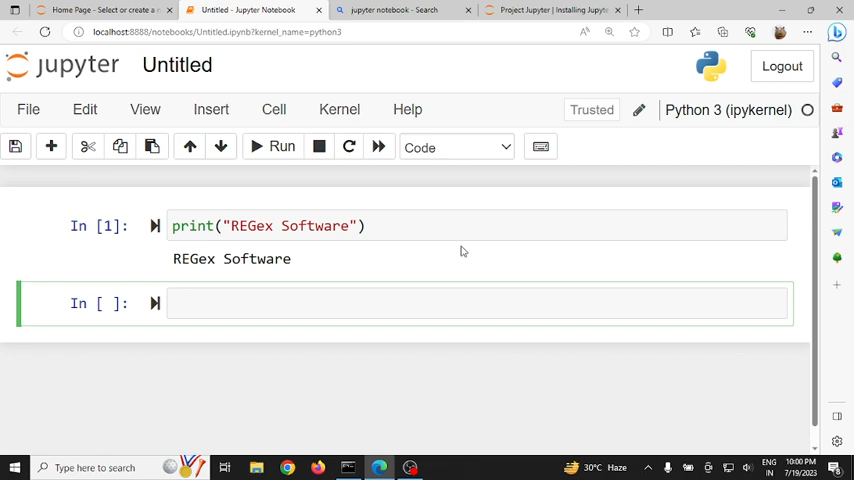 Home Page - Select or create a n
Untitled - Jupyter Notebook
jupyter notebook - Search
Project Jupyter | Installing Jupyte
localhost:8888/notebooks/Untitled.ipynb?kernel_name=python3
jupyter Untitled
Logout
File Edit View Insert Cell Kernel Help
Trusted
Python 3 (ipykernel)
Run
Code
In [1]: print("REGex Software")
REGex Software
In [ ]:
Type here to search
30°C Haze
ENG
IN
10:00 PM
7/19/2023
8